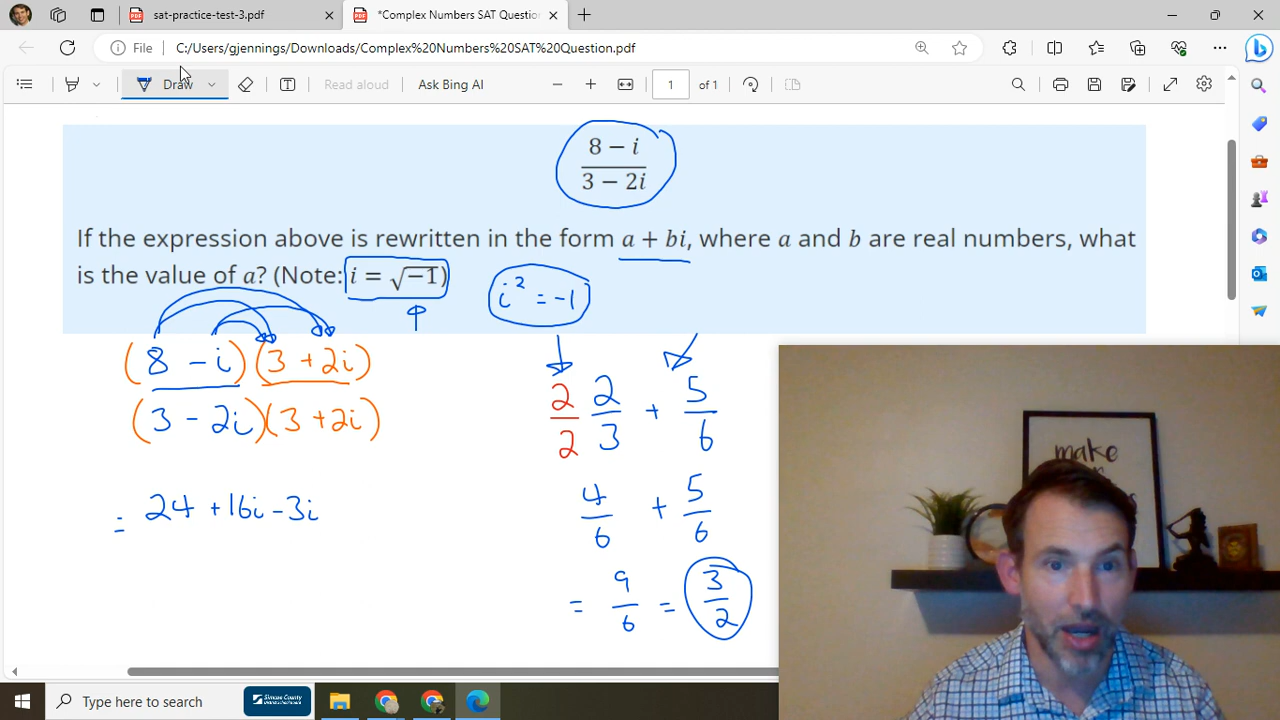 sat-practice-test-3.pdf
*Complex Numbers SAT Questio
File
C:/Users/gjennings/Downloads/Complex%20Numbers%20SAT%20Question.pdf
Draw
Read aloud
Ask Bing AI
1
of 1
8 − i
3 − 2i
If the expression above is rewritten in the form a + bi, where a and b are real numbers, what
is the value of a? (Note: i = √−1)
i² = -1
(8 − i)(3 + 2i)
(3 − 2i)(3 + 2i)
= 24 +16i −3i
2/2 2/3 + 5/6
4/6 + 5/6
= 9/6 = 3/2
make
Type here to search
Simpson County